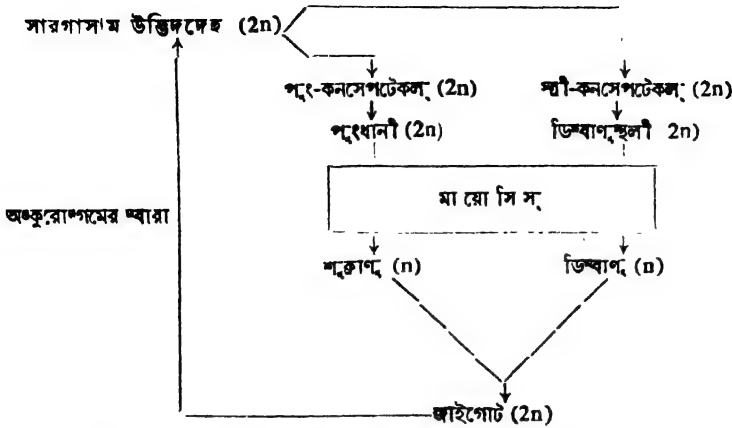 সারগাসাম উদ্ভিদদেহ (2n)
পুং-কনসেপটেকল্ (2n) স্ত্রী-কনসেপটেকল্ (2n)
পুংধানী (2n) ডিম্বাণুস্থলী 2n)
মায়োসিস্
অঙ্কুরোদ্গমের দ্বারা
শুক্রাণু (n) ডিম্বাণু (n)
জাইগোট (2n)